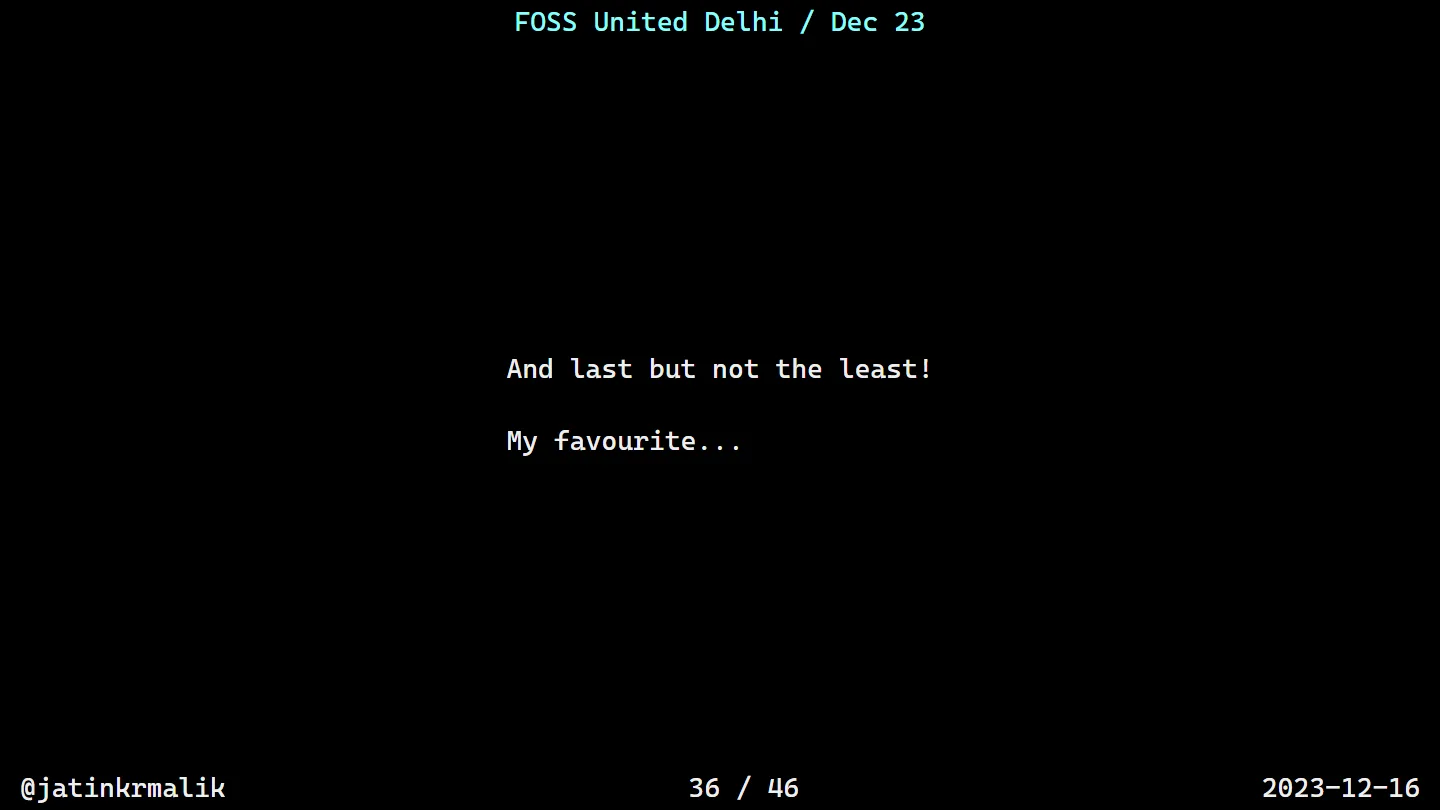 FOSS United Delhi / Dec 23
And last but not the least!
My favourite...
@jatinkrmalik
36 / 46
2023-12-16